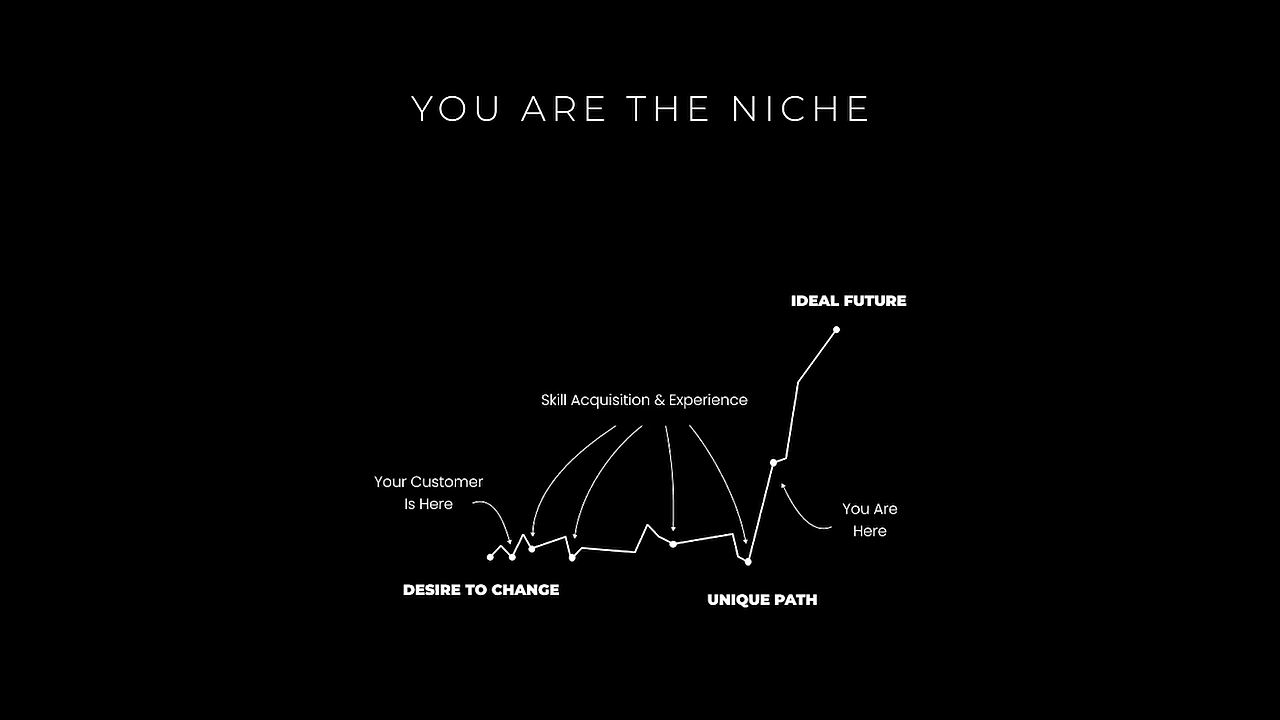 YOU ARE THE NICHE
IDEAL FUTURE
Skill Acquisition & Experience
Your Customer
Is Here
You Are
Here
DESIRE TO CHANGE
UNIQUE PATH